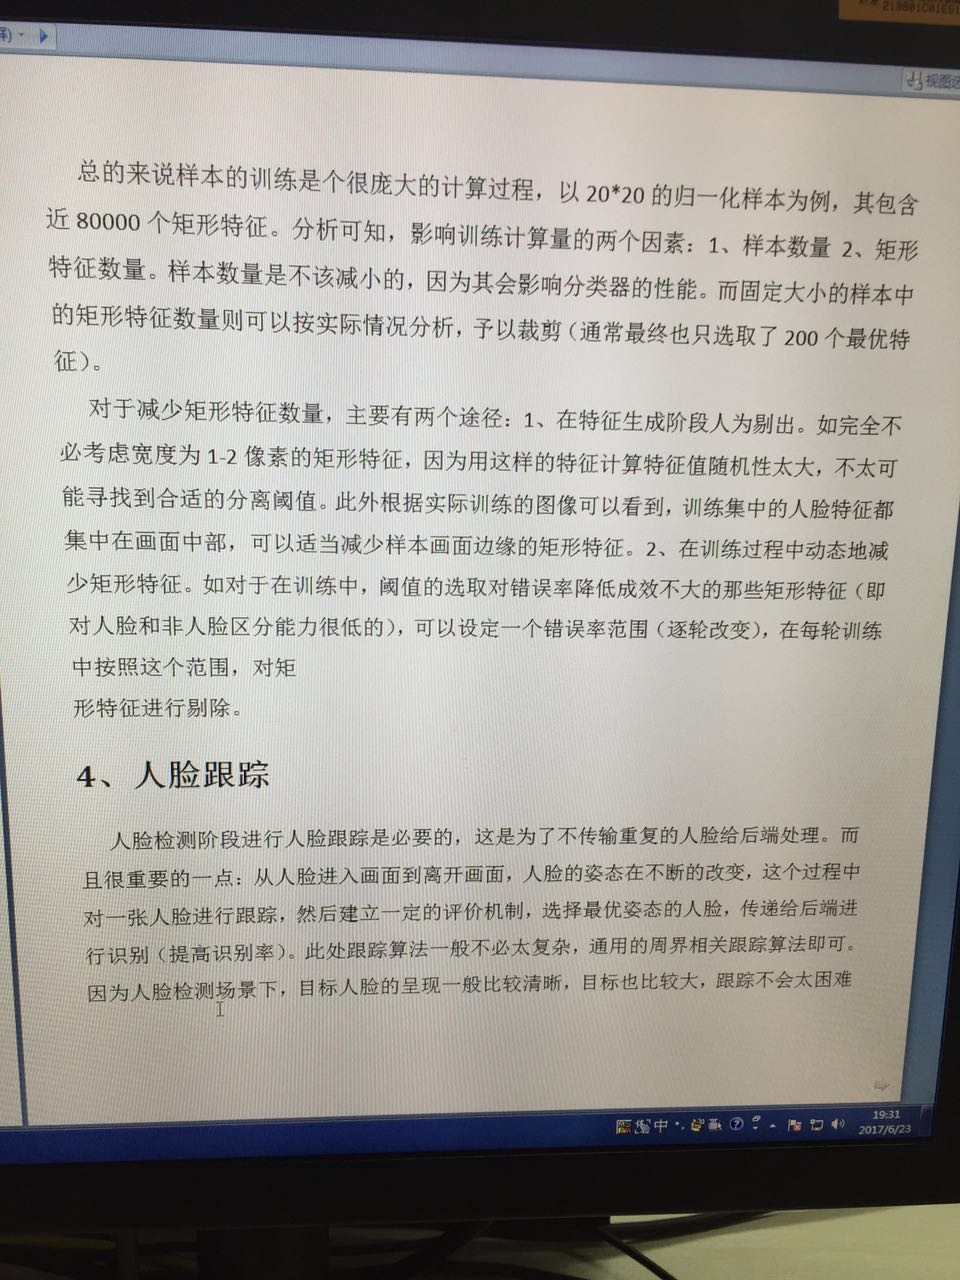 视图选
总的来说样本的训练是个很庞大的计算过程，以 20*20 的归一化样本为例，其包含
近 80000 个矩形特征。分析可知，影响训练计算量的两个因素：1、样本数量 2、矩形
特征数量。样本数量是不该减小的，因为其会影响分类器的性能。而固定大小的样本中
的矩形特征数量则可以按实际情况分析，予以裁剪（通常最终也只选取了 200 个最优特
征）。
对于减少矩形特征数量，主要有两个途径：1、在特征生成阶段人为剔出。如完全不
必考虑宽度为 1-2 像素的矩形特征，因为用这样的特征计算特征值随机性太大，不太可
能寻找到合适的分离阈值。此外根据实际训练的图像可以看到，训练集中的人脸特征都
集中在画面中部，可以适当减少样本画面边缘的矩形特征。2、在训练过程中动态地减
少矩形特征。如对于在训练中，阈值的选取对错误率降低成效不大的那些矩形特征（即
对人脸和非人脸区分能力很低的），可以设定一个错误率范围（逐轮改变），在每轮训练
中按照这个范围，对矩
形特征进行剔除。
4、人脸跟踪
人脸检测阶段进行人脸跟踪是必要的，这是为了不传输重复的人脸给后端处理。而
且很重要的一点：从人脸进入画面到离开画面，人脸的姿态在不断的改变，这个过程中
对一张人脸进行跟踪，然后建立一定的评价机制，选择最优姿态的人脸，传递给后端进
行识别（提高识别率）。此处跟踪算法一般不必太复杂，通用的周界相关跟踪算法即可。
因为人脸检测场景下，目标人脸的呈现一般比较清晰，目标也比较大，跟踪不会太困难
中
19:31
2017/6/23